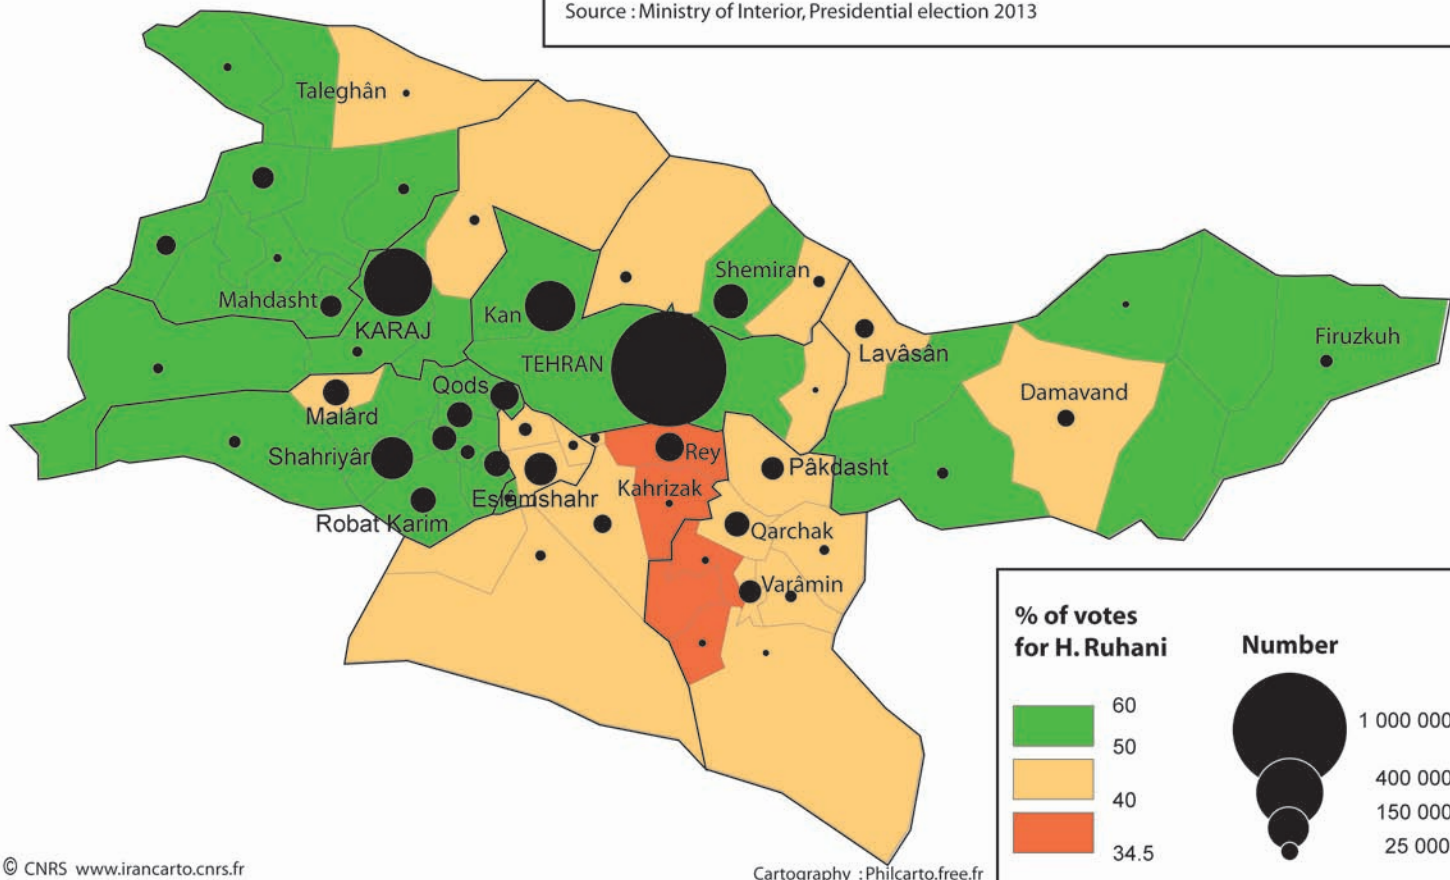 Source : Ministry of Interior, Presidential election 2013
Taleghân
Shemiran
Mahdasht
Kan
KARAJ
Firuzkuh
Lavâsân
TEHRAN
Qods
Damavand
Malârd
Shahriyâr
Rey
Pâkdasht
Kahrizak
Eslâmshahr
Robat Karim
Qarchak
Varâmin
% of votes
for H. Ruhani
60
50
40
34.5
Number
1 000 000
400 000
150 000
25 000
© CNRS www.irancarto.cnrs.fr
Cartography : Philcarto.free.fr